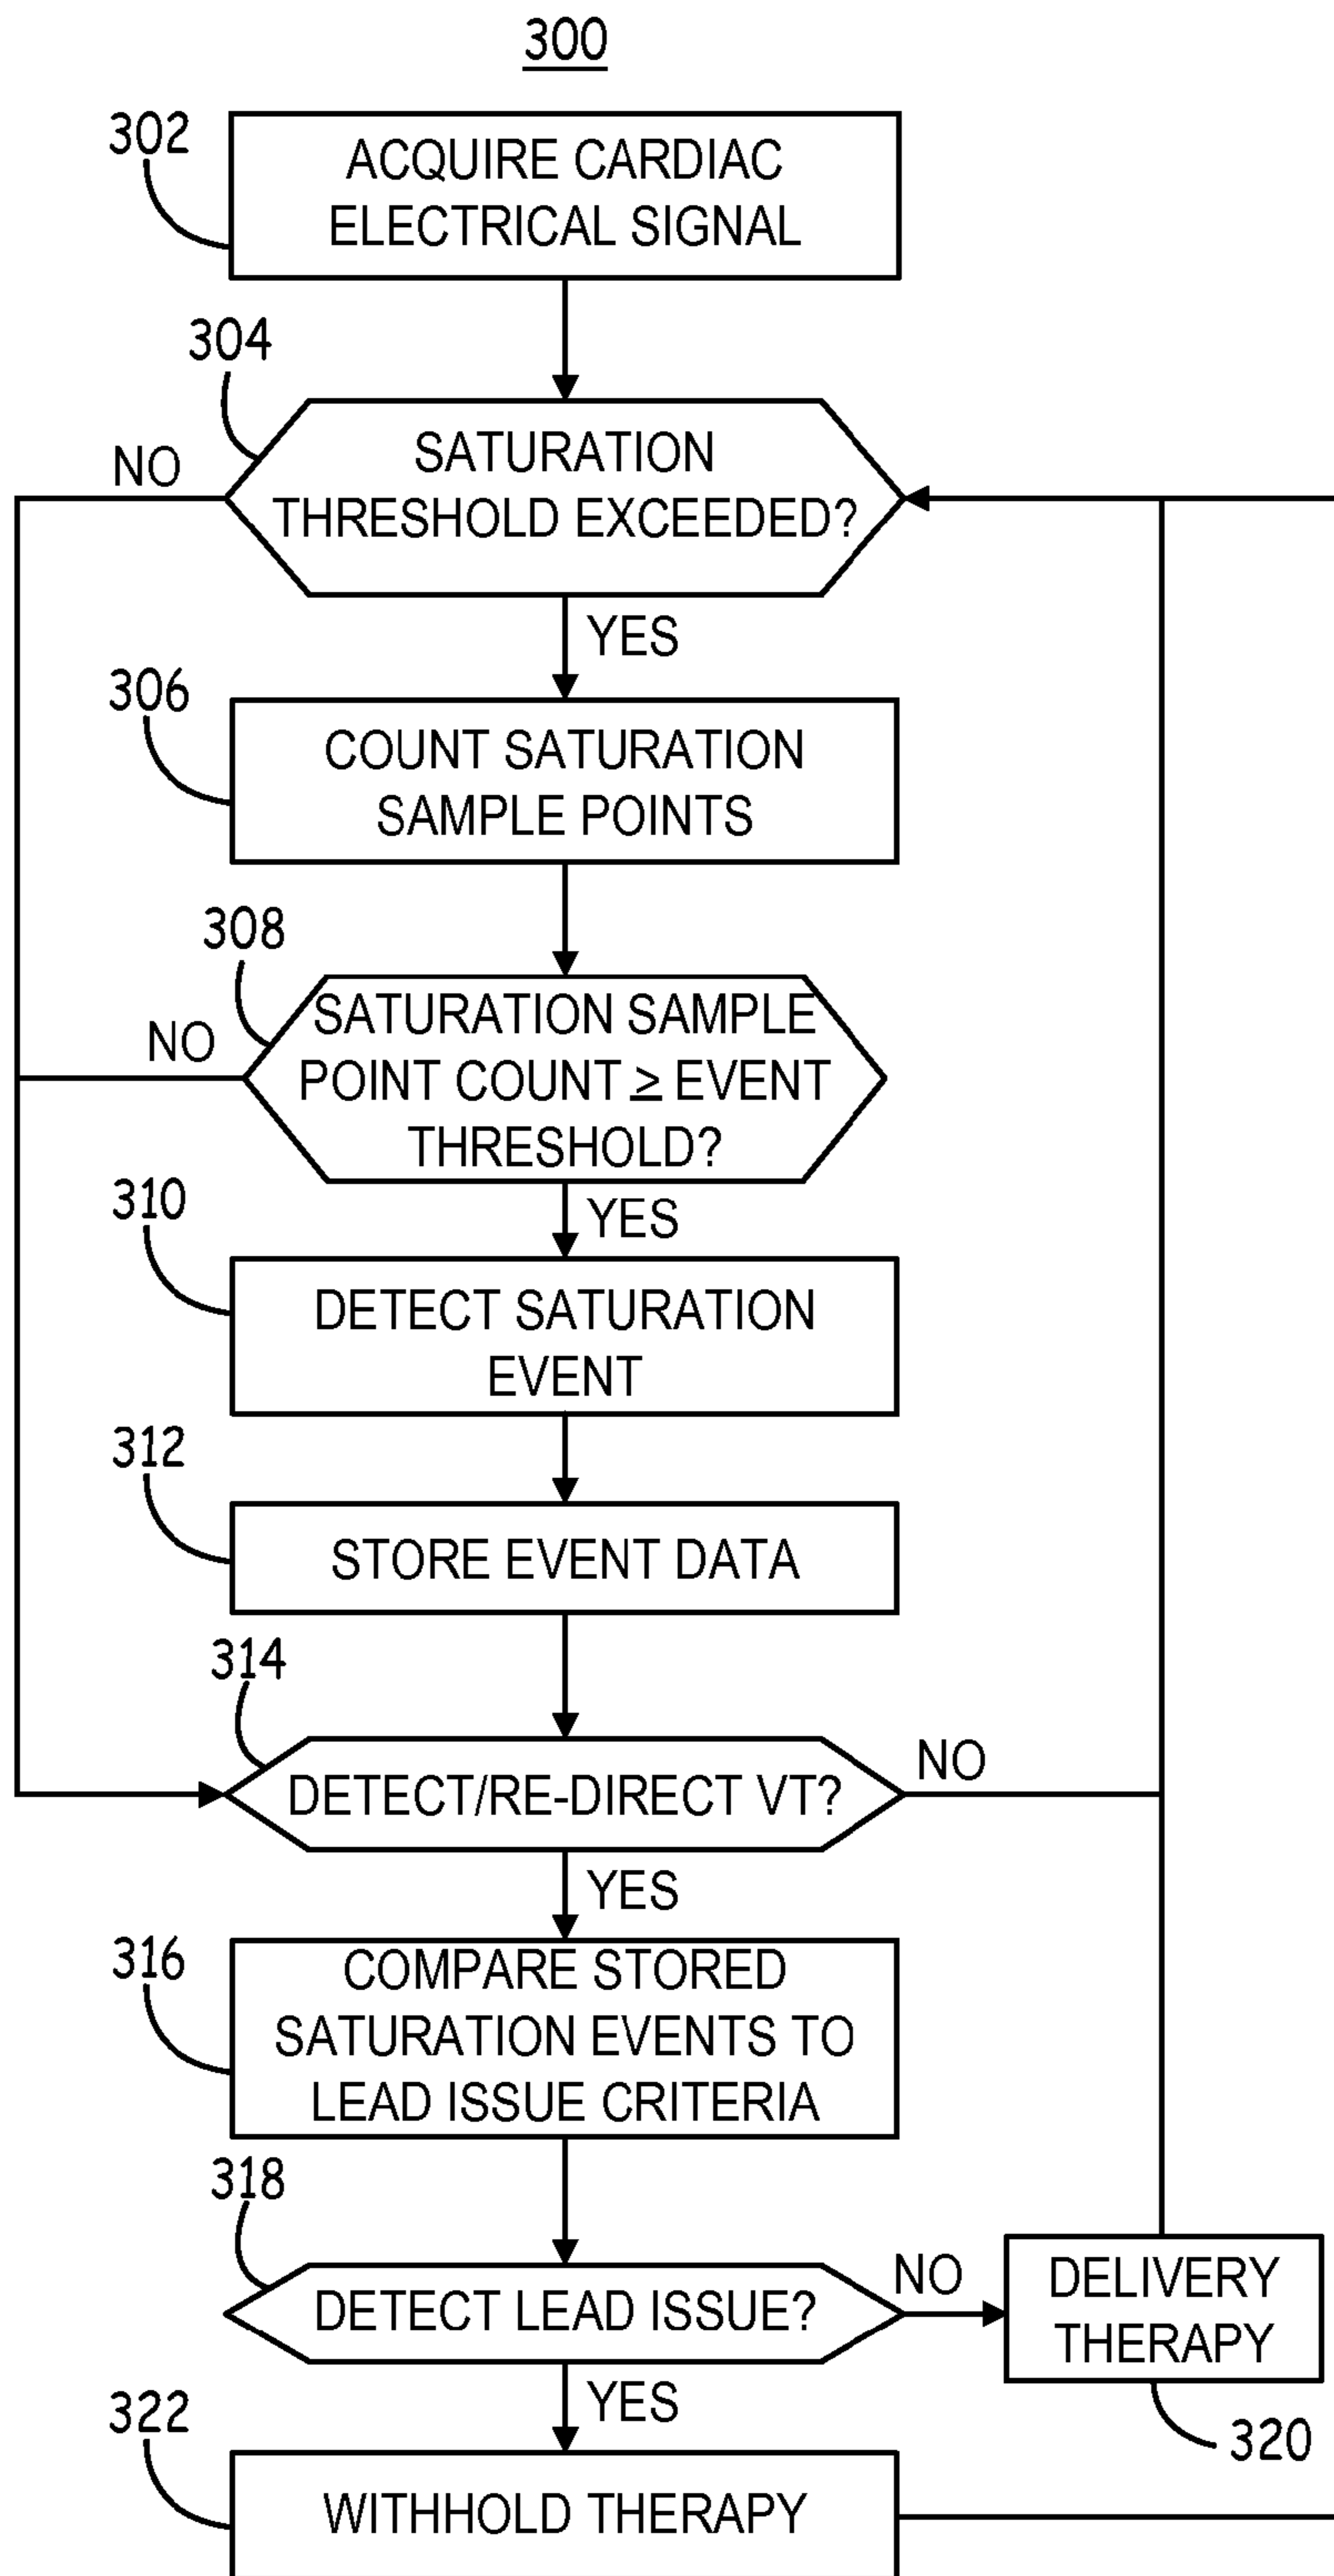 300
302
ACQUIRE CARDIAC
ELECTRICAL SIGNAL
304
NO
SATURATION
THRESHOLD EXCEEDED?
YES
306
COUNT SATURATION
SAMPLE POINTS
308
NO
SATURATION SAMPLE
POINT COUNT ≥ EVENT
THRESHOLD?
YES
310
DETECT SATURATION
EVENT
312
STORE EVENT DATA
314
DETECT/RE-DIRECT VT?
NO
YES
316
COMPARE STORED
SATURATION EVENTS TO
LEAD ISSUE CRITERIA
318
DETECT LEAD ISSUE?
NO
DELIVERY
THERAPY
320
YES
322
WITHHOLD THERAPY